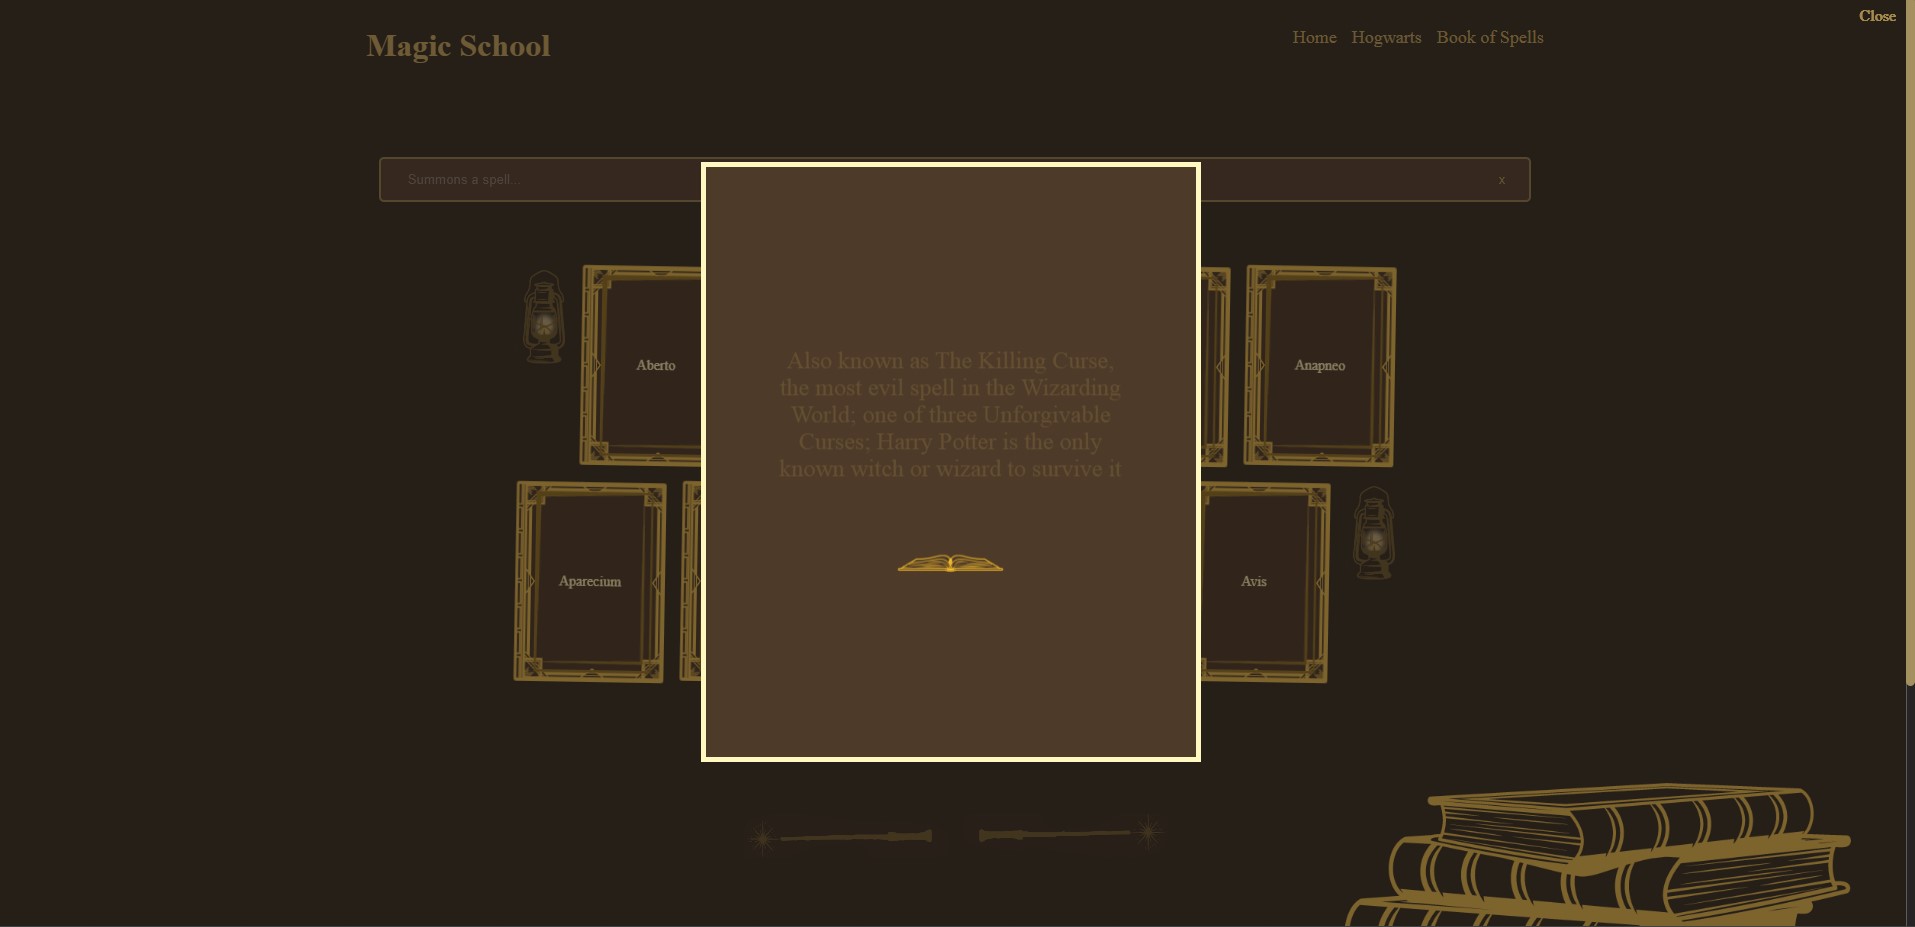 Close
Magic School
Home Hogwarts Book of Spells
Summons a spell...
x
Aberto
Anapneo
Also known as The Killing Curse,
the most evil spell in the Wizarding
World; one of three Unforgivable
Curses; Harry Potter is the only
known witch or wizard to survive it
Aparecium
Avis